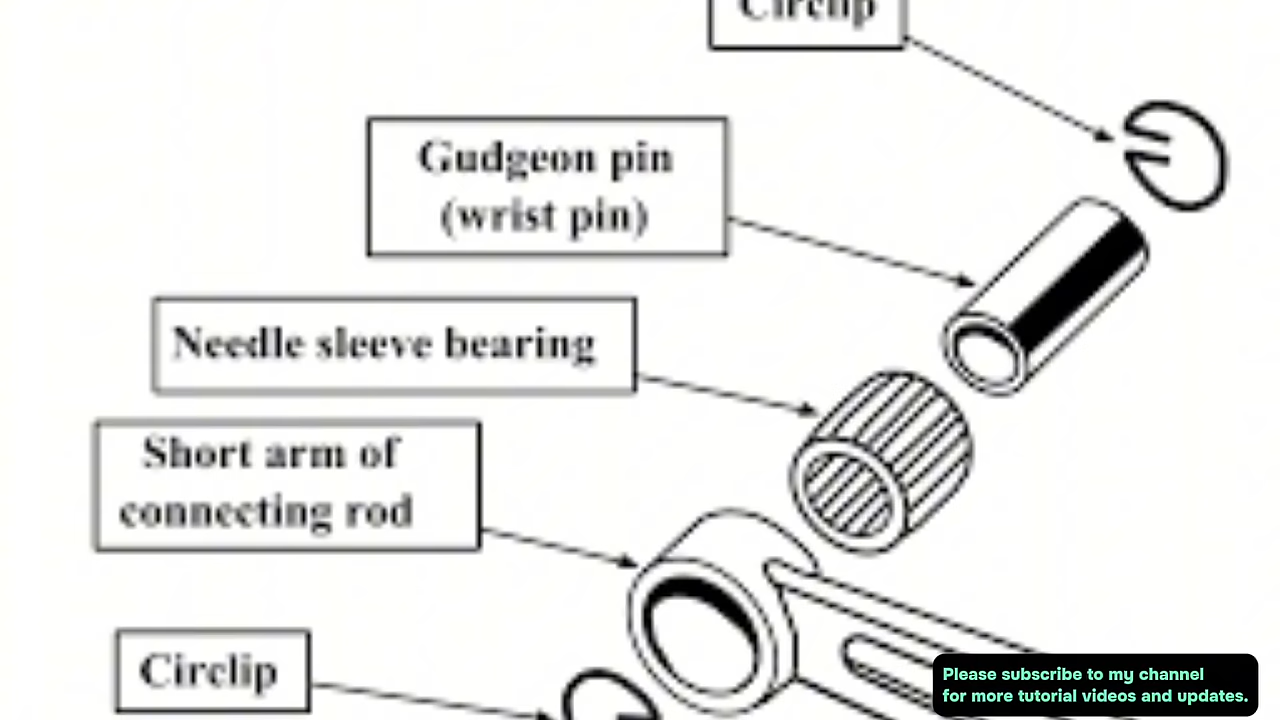 Circlip
Gudgeon pin
(wrist pin)
Needle sleeve bearing
Short arm of
connecting rod
Circlip
Please subscribe to my channel
for more tutorial videos and updates.